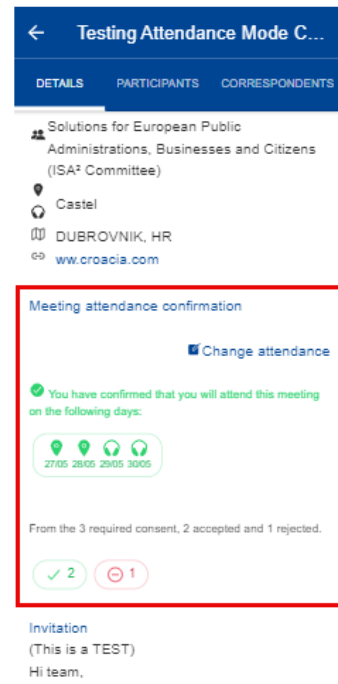 Testing Attendance Mode C...
DETAILS PARTICIPANTS CORRESPONDENTS
Solutions for European Public
Administrations, Businesses and Citizens
(ISA² Committee)
Castel
DUBROVNIK, HR
ww.croacia.com
Meeting attendance confirmation
Change attendance
You have confirmed that you will attend this meeting
on the following days:
27/05 28/05 29/05 30/05
From the 3 required consent, 2 accepted and 1 rejected.
2 1
Invitation
(This is a TEST)
Hi team,